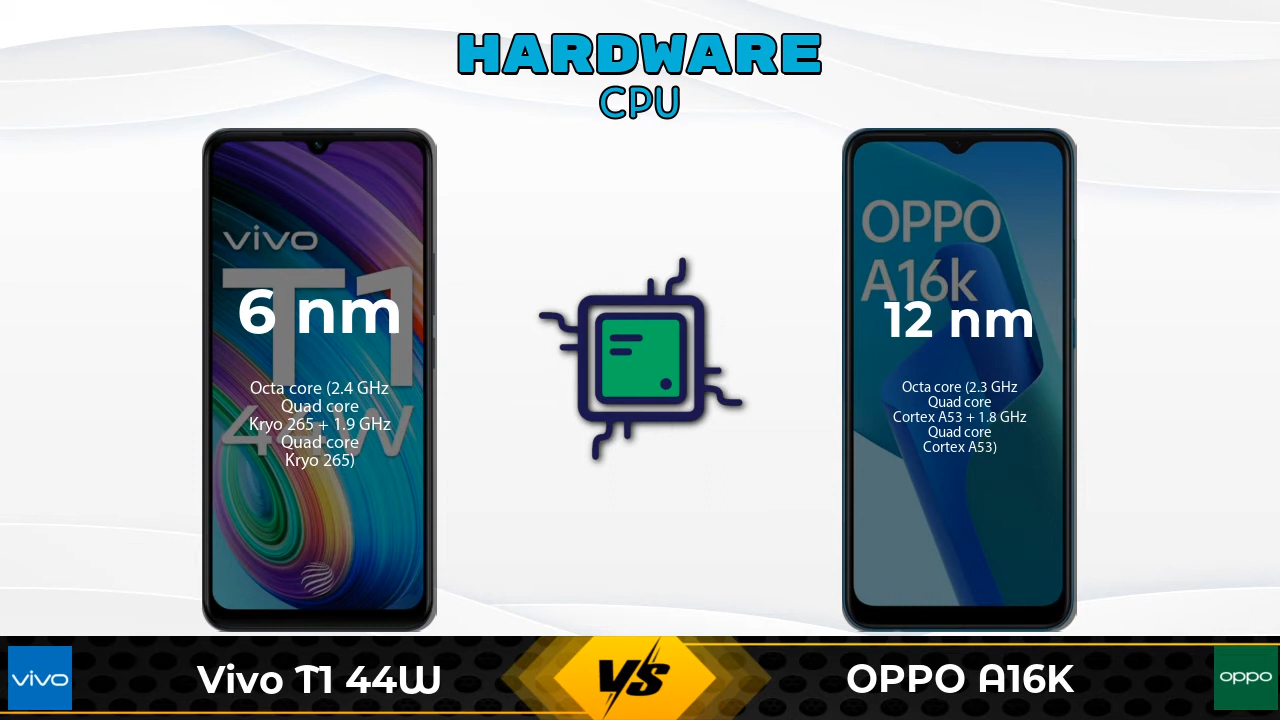 HARDWARE
CPU
vivo
T1
44W
6 nm
Octa core (2.4 GHz
Quad core
Kryo 265 + 1.9 GHz
Quad core
Kryo 265)
OPPO
A16k
12 nm
Octa core (2.3 GHz
Quad core
Cortex A53 + 1.8 GHz
Quad core
Cortex A53)
vivo
Vivo T1 44W
VS
OPPO A16K
oppo